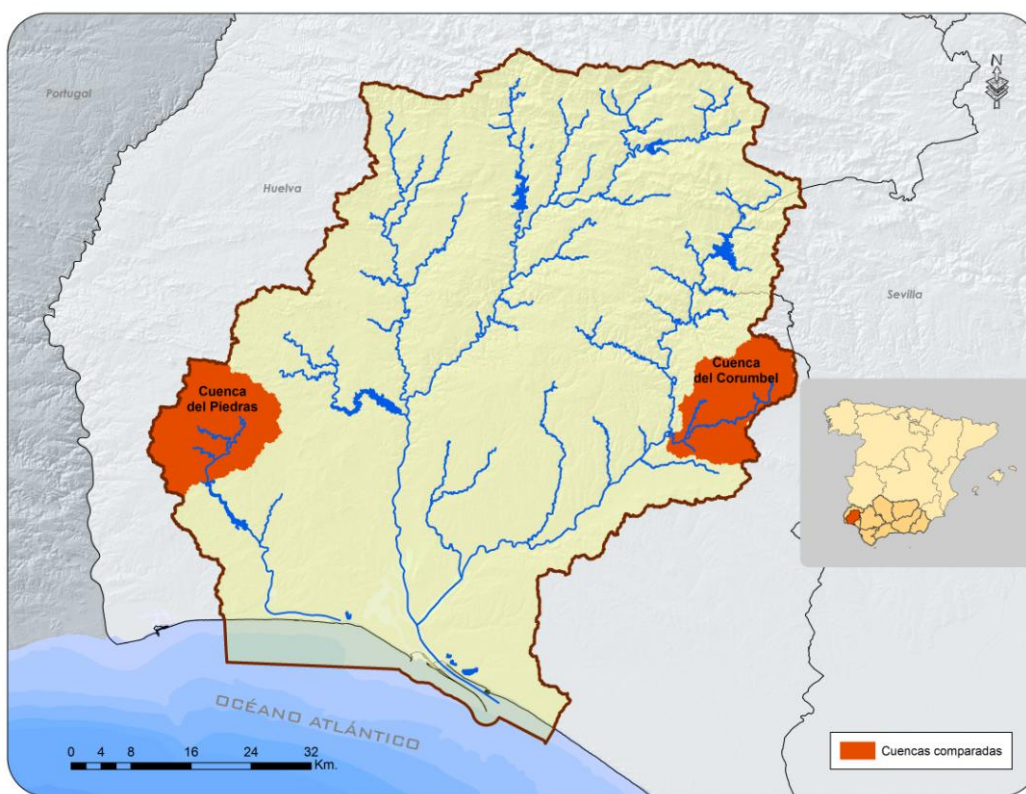 Portugal
N
Huelva
Sevilla
Cuenca
del Piedras
Cuenca
del Corumbel
OCÉANO ATLÁNTICO
0 4 8 16 24 32
Km.
Cuencas comparadas